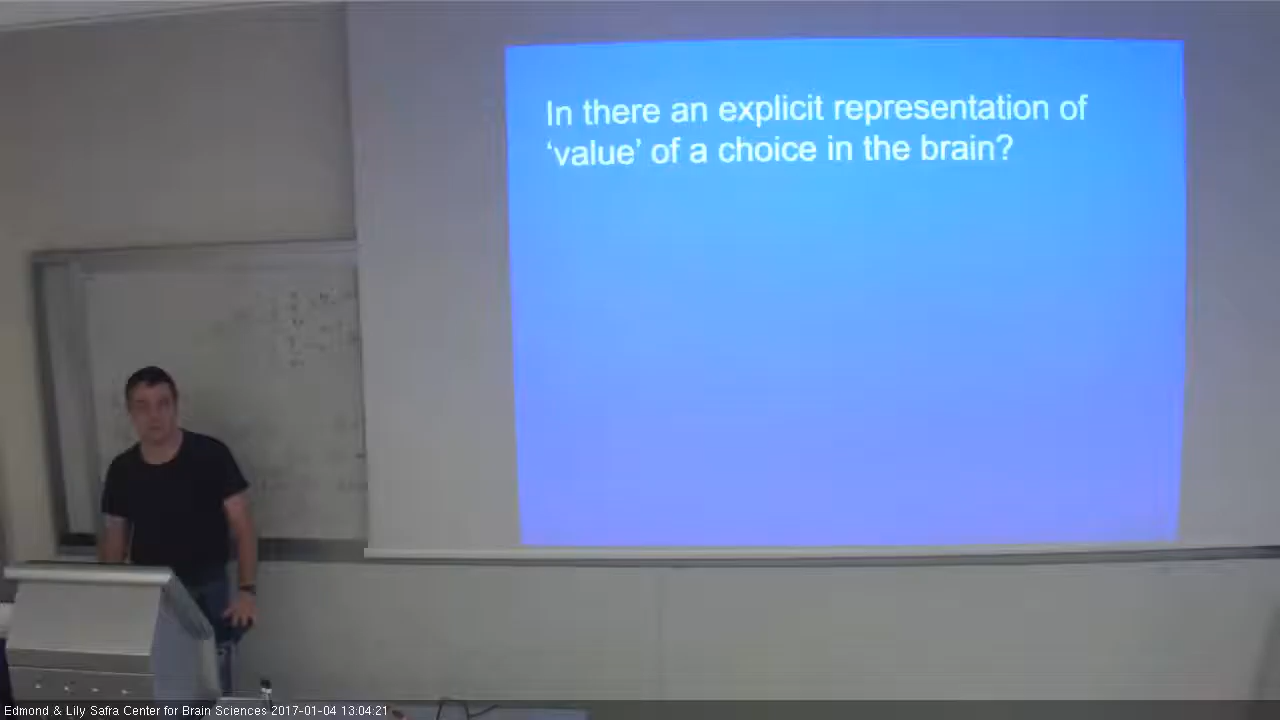 In there an explicit representation of
‘value’ of a choice in the brain?
Edmond & Lily Safra Center for Brain Sciences 2017-01-04 13:04:21